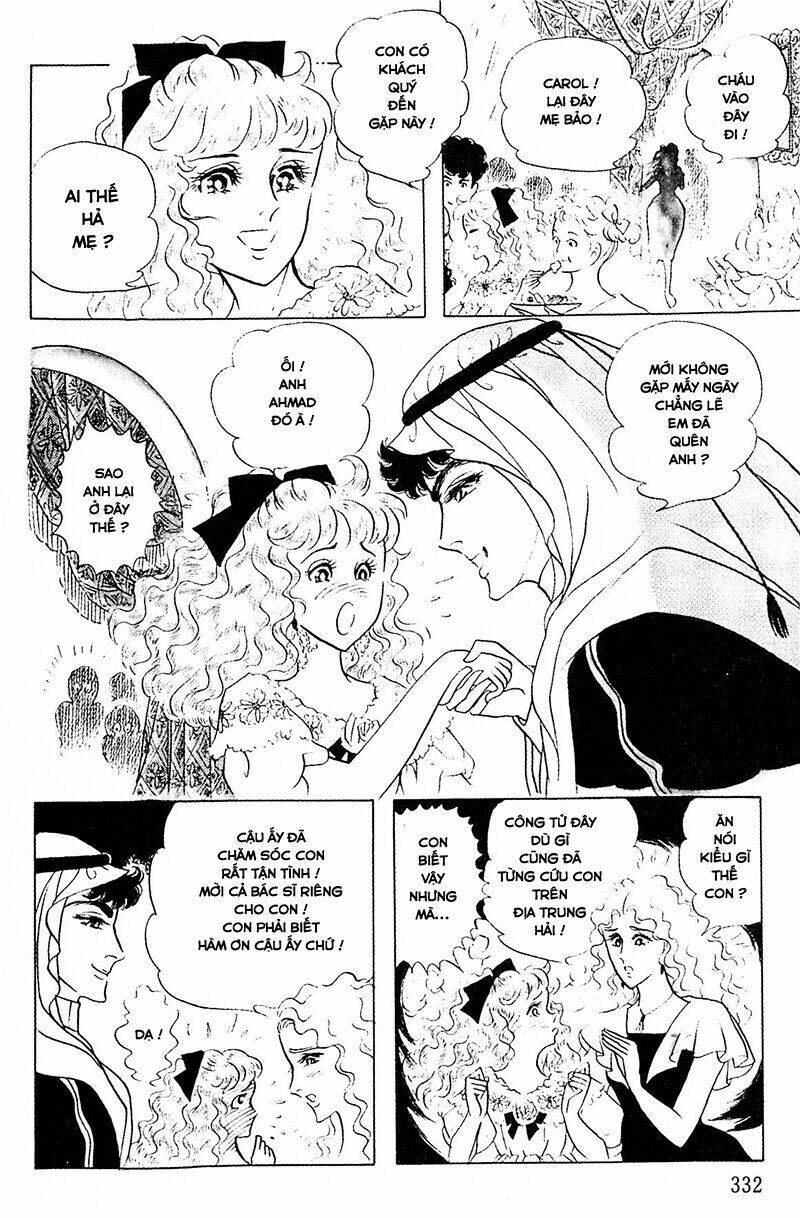 CHÁU
VÀO
ĐÂY
ĐI !
CAROL !
LẠI ĐÂY
MẸ BẢO !
CON CÓ
KHÁCH
QUÝ
ĐẾN
GẶP NÀY !
AI THẾ
HẢ
MẸ ?
MỚI KHÔNG
GẶP MẤY NGÀY
CHẲNG LẼ
EM ĐÃ
QUÊN
ANH ?
ỐI !
ANH
AHMAD
ĐÓ À !
SAO
ANH LẠI
Ở ĐÂY
THẾ ?
ĂN
NÓI
KIỂU GÌ
THẾ
CON ?
CÔNG TỬ ĐÂY
DÙ GÌ
CŨNG ĐÃ
TỪNG CỨU CON
TRÊN
ĐỊA TRUNG
HẢI !
CON
BIẾT
VẬY
NHƯNG
MÀ...
CẬU ẤY ĐÃ
CHĂM SÓC CON
RẤT TẬN TÌNH !
MỜI CẢ BÁC SĨ RIÊNG
CHO CON !
CON PHẢI BIẾT
HÀM ƠN CẬU ẤY CHỨ !
DẠ !
332